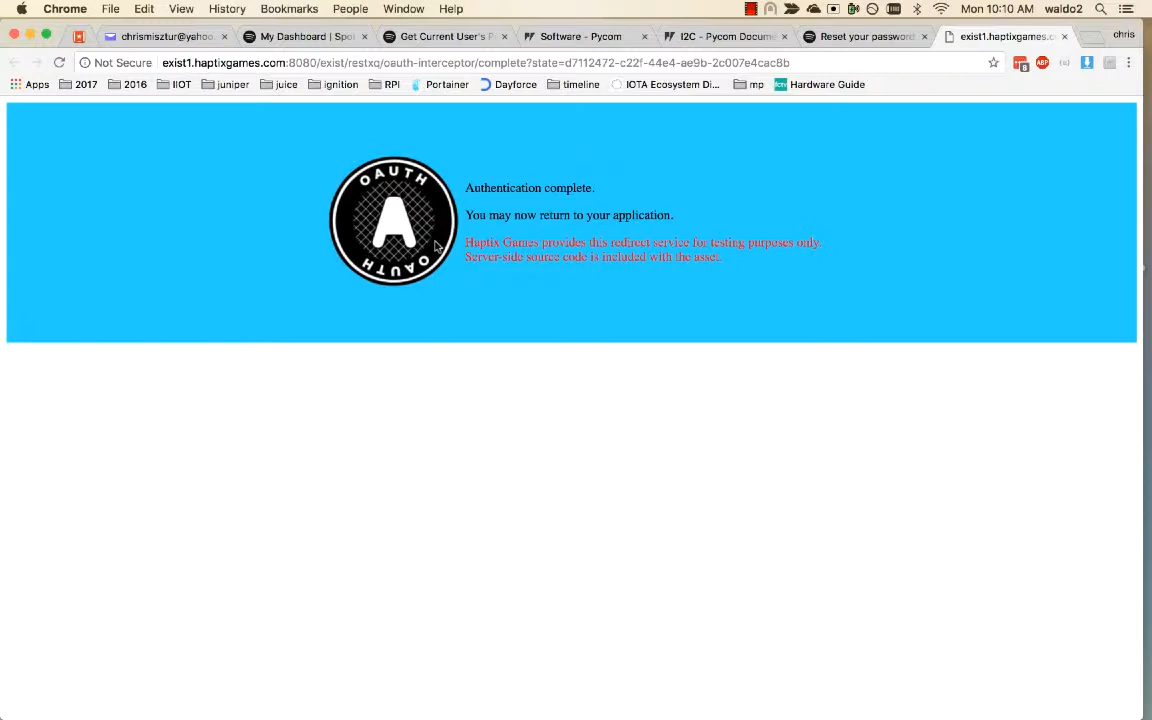 Chrome File Edit View History Bookmarks People Window Help Mon 10:10 AM waldo2
chrismisztur@yahoo. My Dashboard | Spo Get Current User's P Software - Pycom I2C - Pycom Docume Reset your password exist1.haptixgames.co chris
Not Secure exist1.haptixgames.com:8080/exist/restxq/oauth-interceptor/complete?state=d7112472-c22f-44e4-ae9b-2c007e4cac8b
Apps 2017 2016 IIOT juniper juice ignition RPI Portainer Dayforce timeline IOTA Ecosystem Di... mp Hardware Guide
OAUTH
A
OAUTH
Authentication complete.
You may now return to your application.
Haptix Games provides this redirect service for testing purposes only.
Server-side source code is included with the asset.